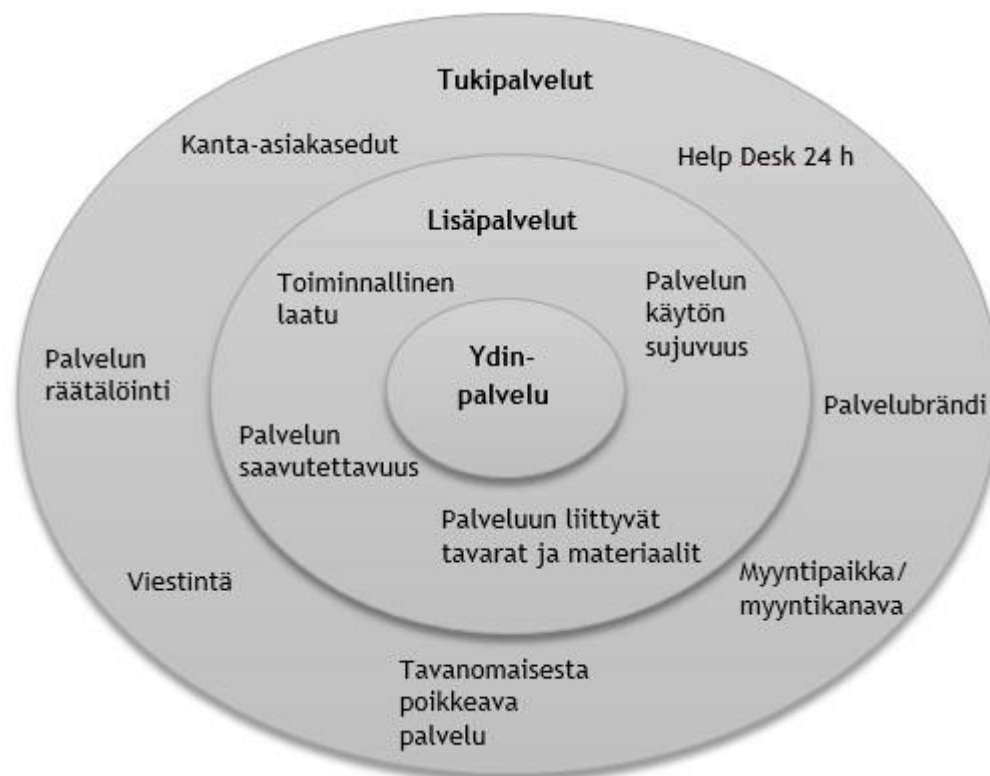 Tukipalvelut
Kanta-asiakasedut
Help Desk 24 h
Lisäpalvelut
Toiminnallinen
laatu
Palvelun
käytön
sujuvuus
Ydin-
palvelu
Palvelun
räätälöinti
Palvelubrändi
Palvelun
saavutettavuus
Palveluun liittyvät
tavarat ja materiaalit
Viestintä
Myyntipaikka/
myyntikanava
Tavanomaisesta
poikkeava
palvelu